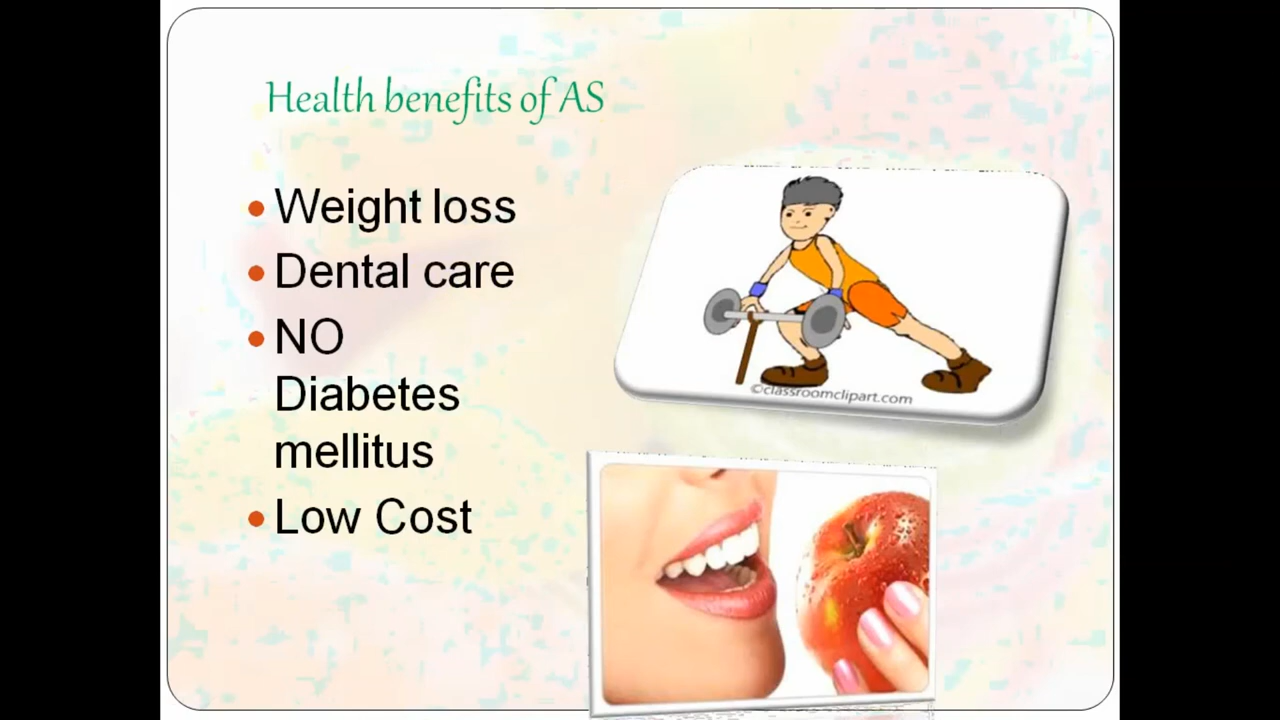 Health benefits of AS
Weight loss
Dental care
NO
Diabetes
mellitus
Low Cost
©classroomclipart.com